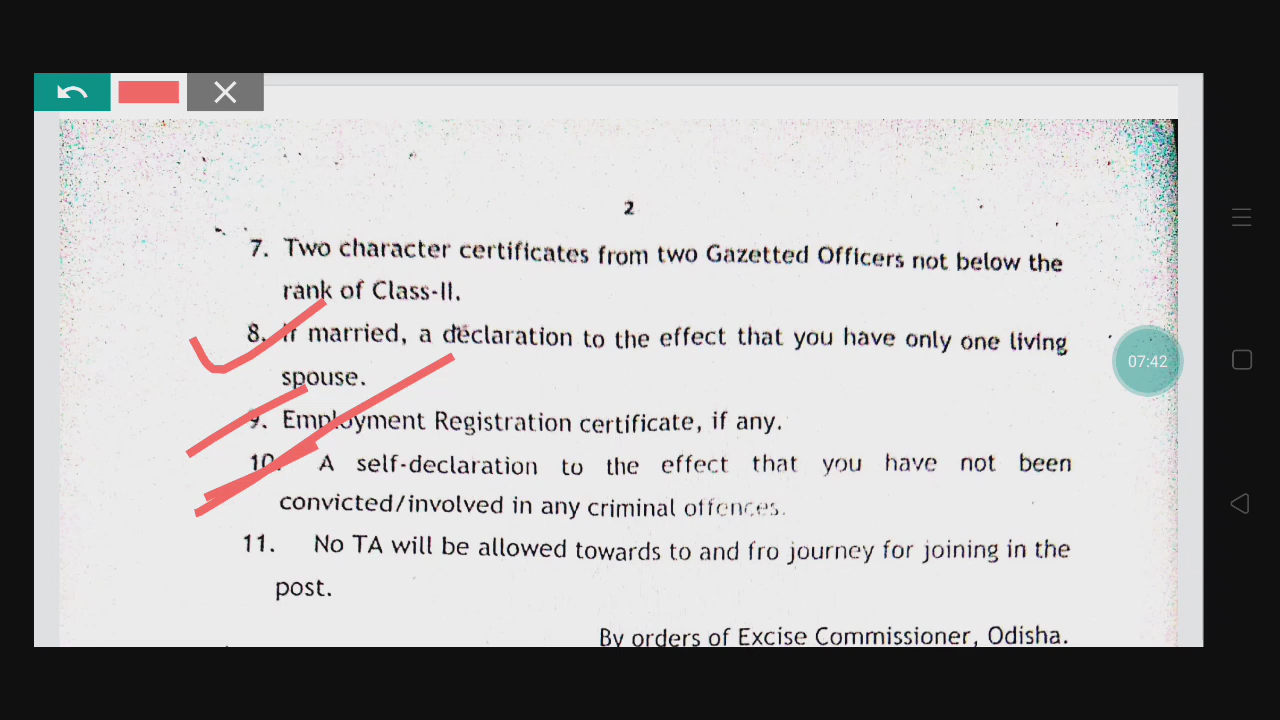 2
7. Two character certificates from two Gazetted Officers not below the
rank of Class-II.
8. If married, a declaration to the effect that you have only one living
spouse.
9. Employment Registration certificate, if any.
10. A self-declaration to the effect that you have not been
convicted/involved in any criminal offences.
11. No TA will be allowed towards to and fro journey for joining in the
post.
By orders of Excise Commissioner, Odisha.
07:42